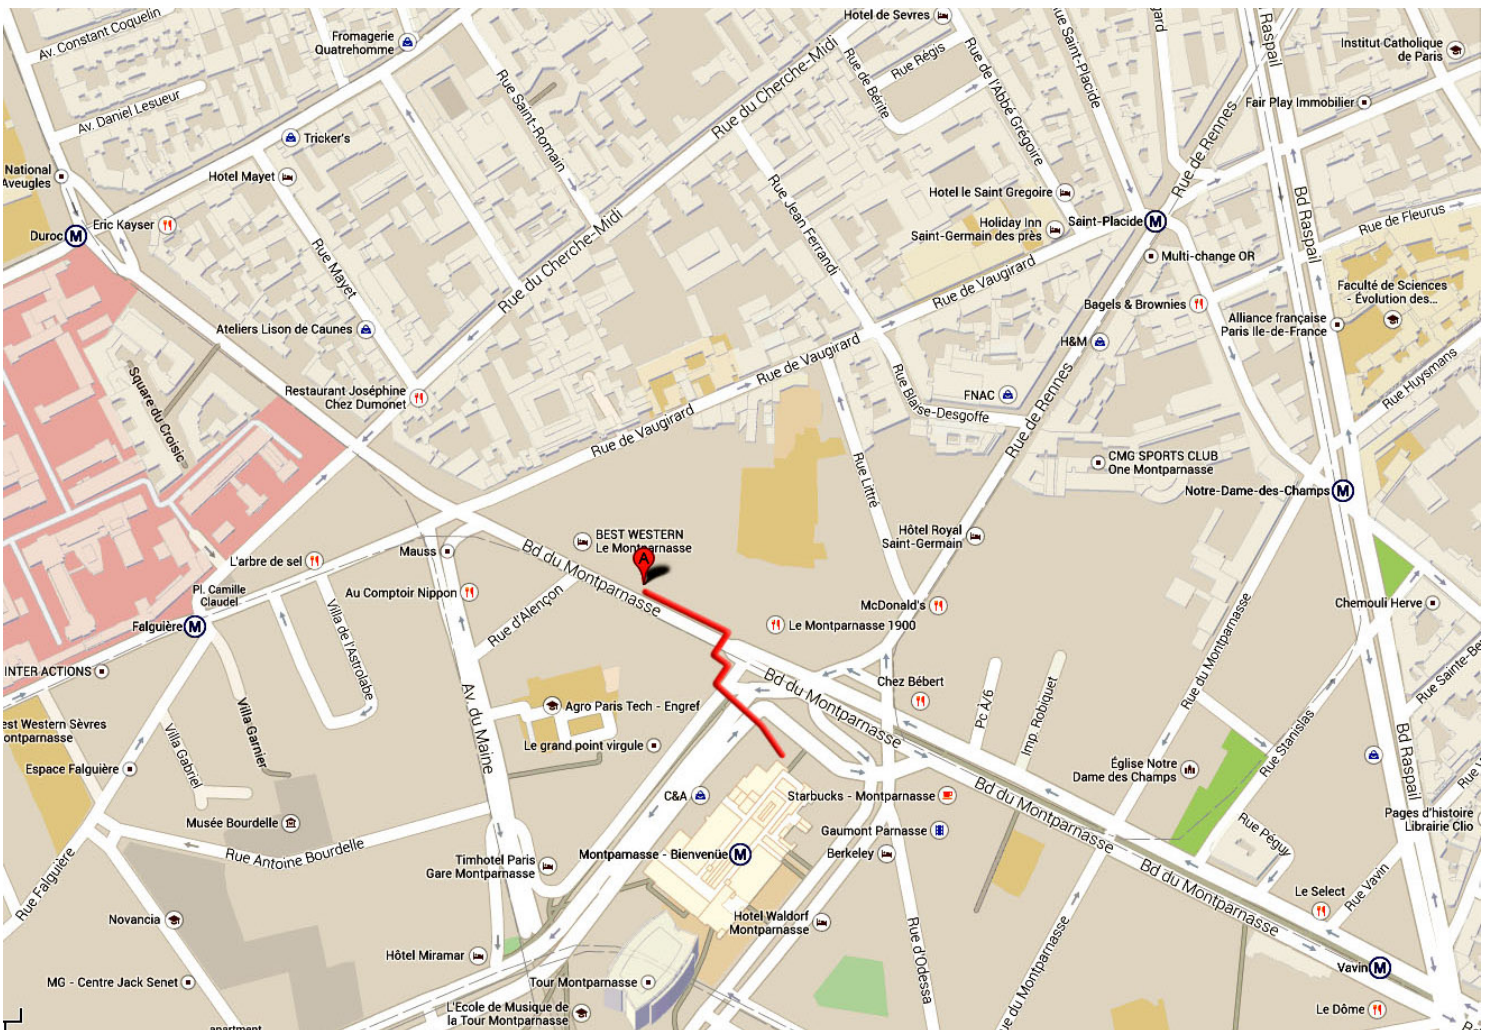 Av. Constant Coquelin
Fromagerie
Quatrehomme
Hotel de Sevres
Institut Catholique
de Paris
Av. Daniel Lesueur
Rue Saint-Romain
Rue du Cherche-Midi
Rue de Bérite
Rue Régis
Rue de l'Abbé Grégoire
Rue Saint-Placide
Bd Raspail
Fair Play Immobilier
Tricker's
National
Aveugles
Hotel Mayet
Rue de Rennes
Hotel le Saint Gregoire
Holiday Inn
Saint-Germain des près
Saint-Placide
M
Bd Raspail
Rue de Fleurus
Eric Kayser
Duroc
M
Rue Mayet
Rue du Cherche-Midi
Rue Jean Ferrandi
Multi-change OR
Rue de Vaugirard
Bagels & Brownies
Faculté de Sciences
- Évolution des...
Alliance française
Paris Ile-de-France
Ateliers Lison de Caunes
H&M
Rue de Vaugirard
Rue Huysmans
Square du Croisic
Restaurant Joséphine
Chez Dumonet
Rue de Vaugirard
Rue Blaise-Desgoffe
FNAC
Rue de Rennes
CMG SPORTS CLUB
One Montparnasse
Rue Littré
Notre-Dame-des-Champs
M
BEST WESTERN
Le Montparnasse
A
Hôtel Royal
Saint-Germain
L'arbre de sel
Mauss
Bd du Montparnasse
Pl. Camille
Claudel
Au Comptoir Nippon
Rue d'Alençon
McDonald's
Chemouli Herve
Falguière
M
Villa de l'Astrolabe
Le Montparnasse 1900
Rue du Montparnasse
INTER ACTIONS
Bd du Montparnasse
Chez Bébert
Pc A/6
Imp. Robiquet
Rue Stanislas
Villa Garnier
Villa Gabriel
Av. du Maine
Agro Paris Tech - Engref
Le grand point virgule
est Western Sèvres
ontparnasse
Espace Falguière
Église Notre
Dame des Champs
Bd Raspail
C&A
Starbucks - Montparnasse
Bd du Montparnasse
Musée Bourdelle
Rue Antoine Bourdelle
Gaumont Parnasse
Pages d'histoire
Librairie Clio
Rue Péguy
Timhotel Paris
Gare Montparnasse
Montparnasse - Bienvenüe
M
Berkeley
Bd du Montparnasse
Rue Falguière
Le Select
Rue Vavin
Novancia
Hotel Waldorf
Montparnasse
Rue d'Odessa
Hôtel Miramar
Vavin
M
MG - Centre Jack Senet
Tour Montparnasse
e du Montparnasse
L'Ecole de Musique de
la Tour Montparnasse
Le Dôme